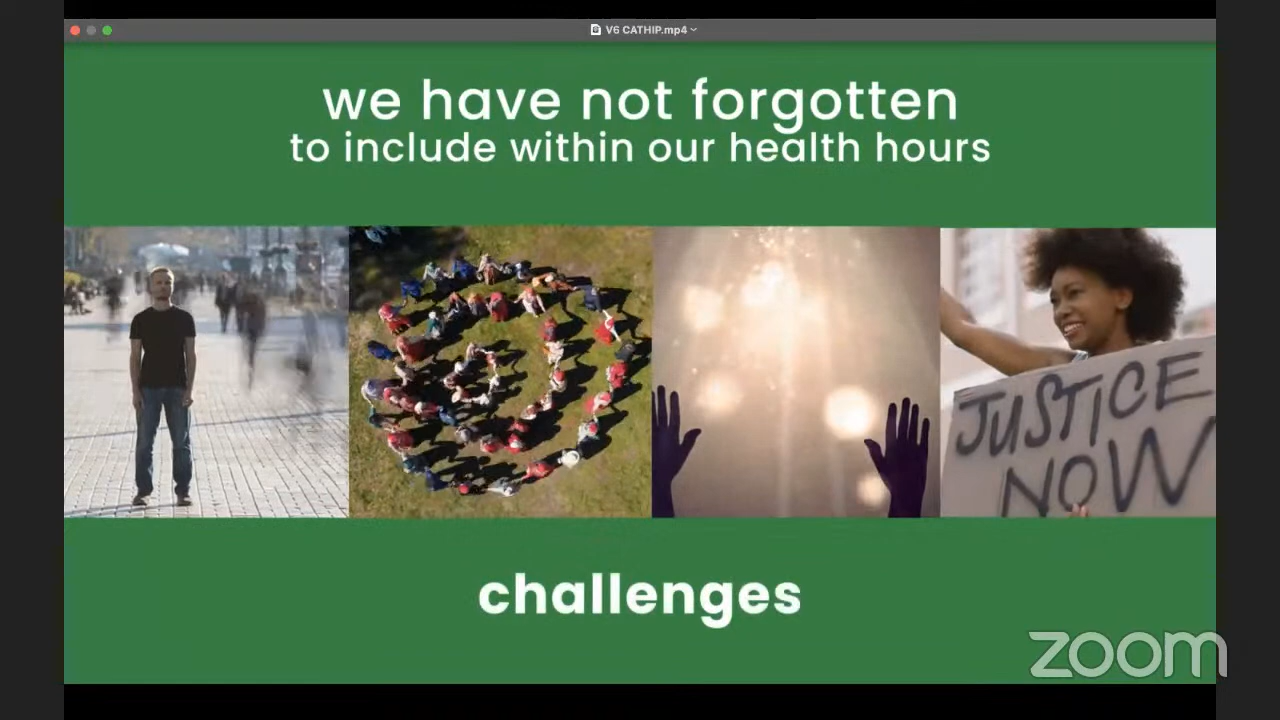 V6 CATHIP.mp4
we have not forgotten
to include within our health hours
JUSTICE
NOW
challenges
zoom